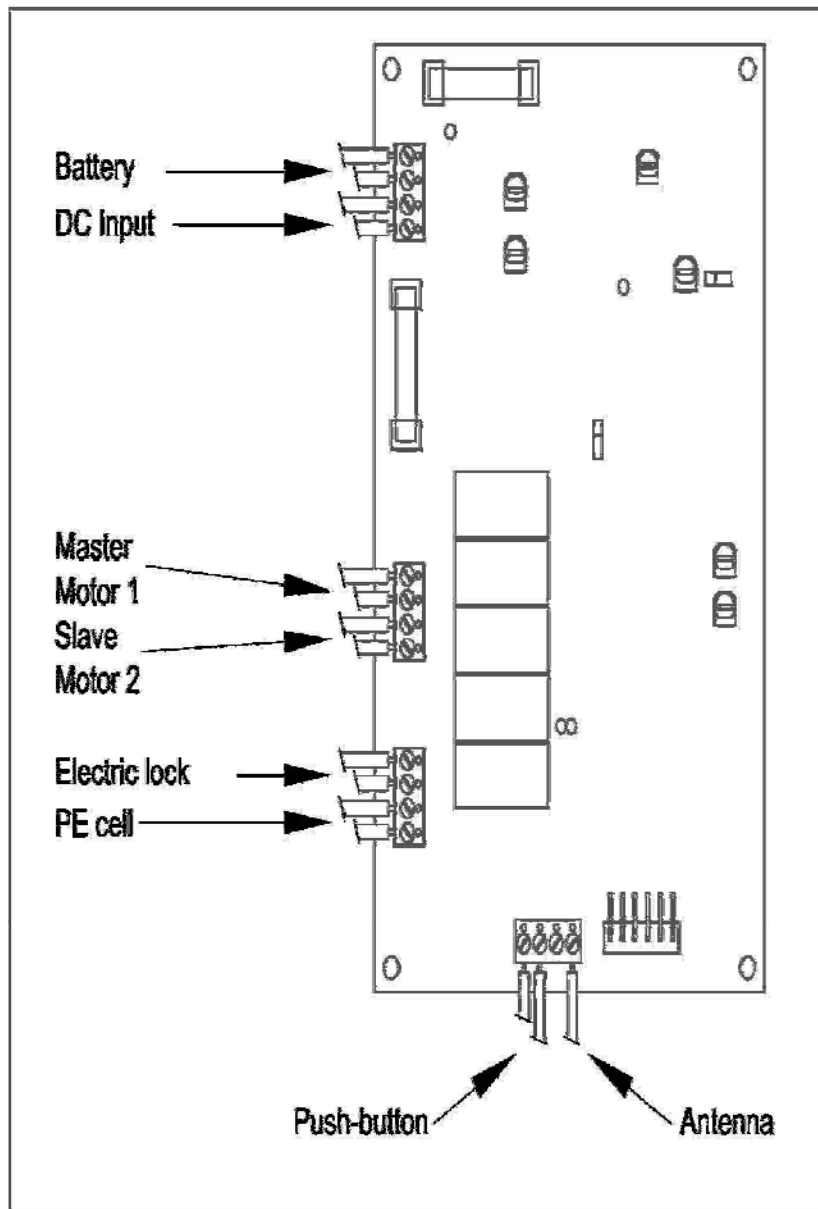 Battery
DC Input
Master
Motor 1
Slave
Motor 2
Electric lock
PE cell
Push-button
Antenna